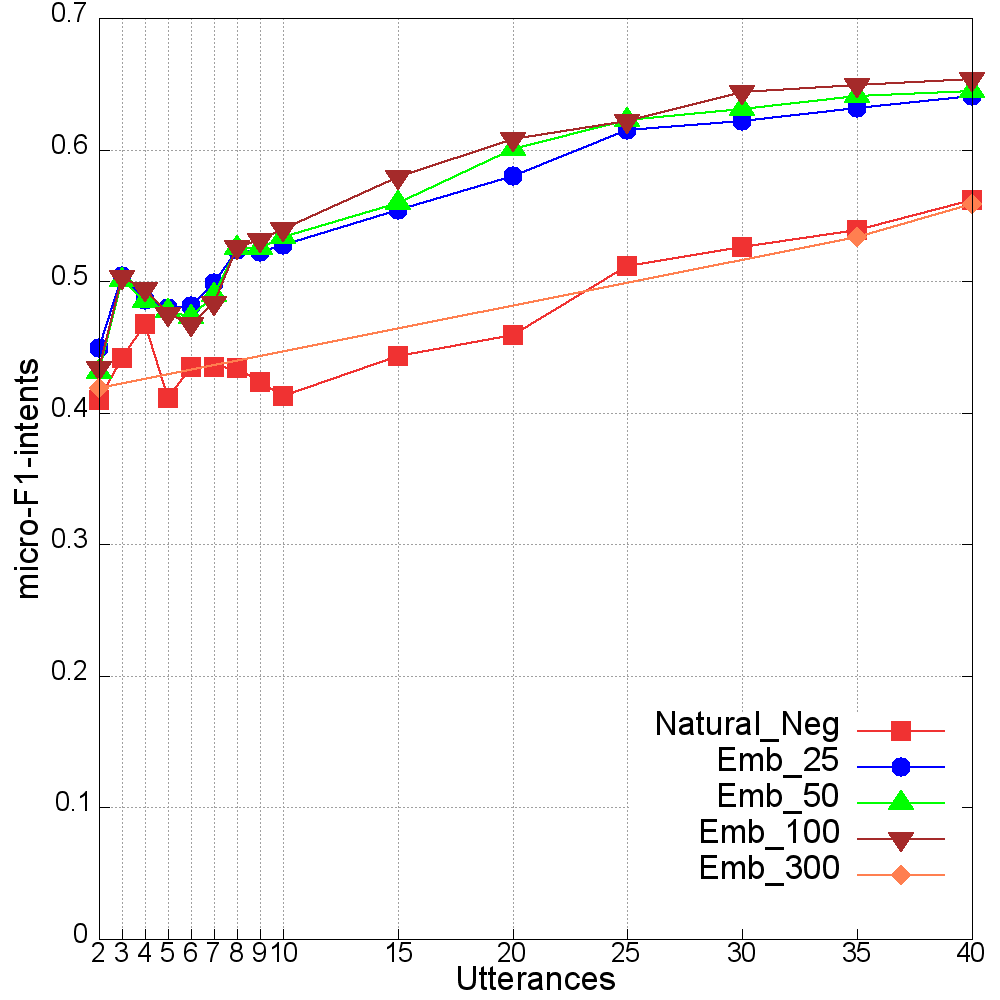 0.7
0.6
0.5
0.4
0.3
0.2
0.1
0
micro-F1-intents
Natural_Neg
Emb_25
Emb_50
Emb_100
Emb_300
2 3 4 5 6 7 8 9 10 15 20 25 30 35 40
Utterances